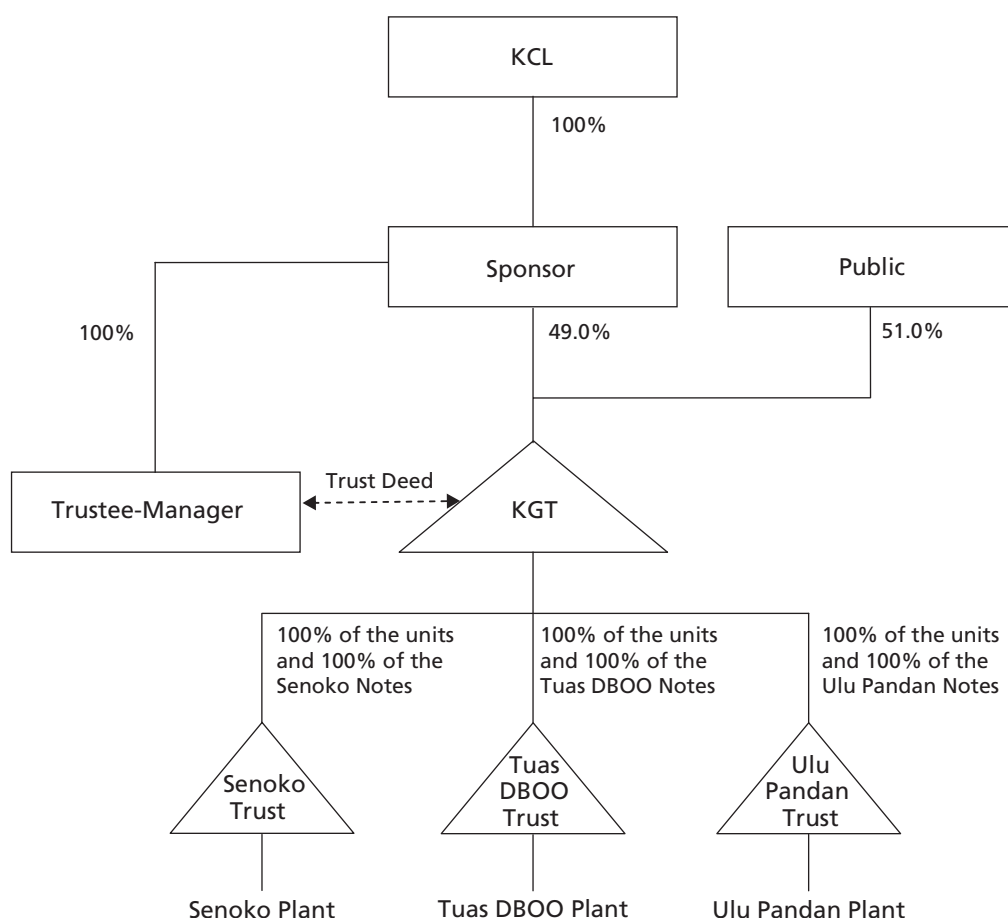 KCL
100%
Sponsor
Public
100%
49.0%
51.0%
Trust Deed
Trustee-Manager
KGT
100% of the units
and 100% of the
Senoko Notes
100% of the units
and 100% of the
Tuas DBOO Notes
100% of the units
and 100% of the
Ulu Pandan Notes
Senoko
Trust
Tuas
DBOO
Trust
Ulu
Pandan
Trust
Senoko Plant
Tuas DBOO Plant
Ulu Pandan Plant